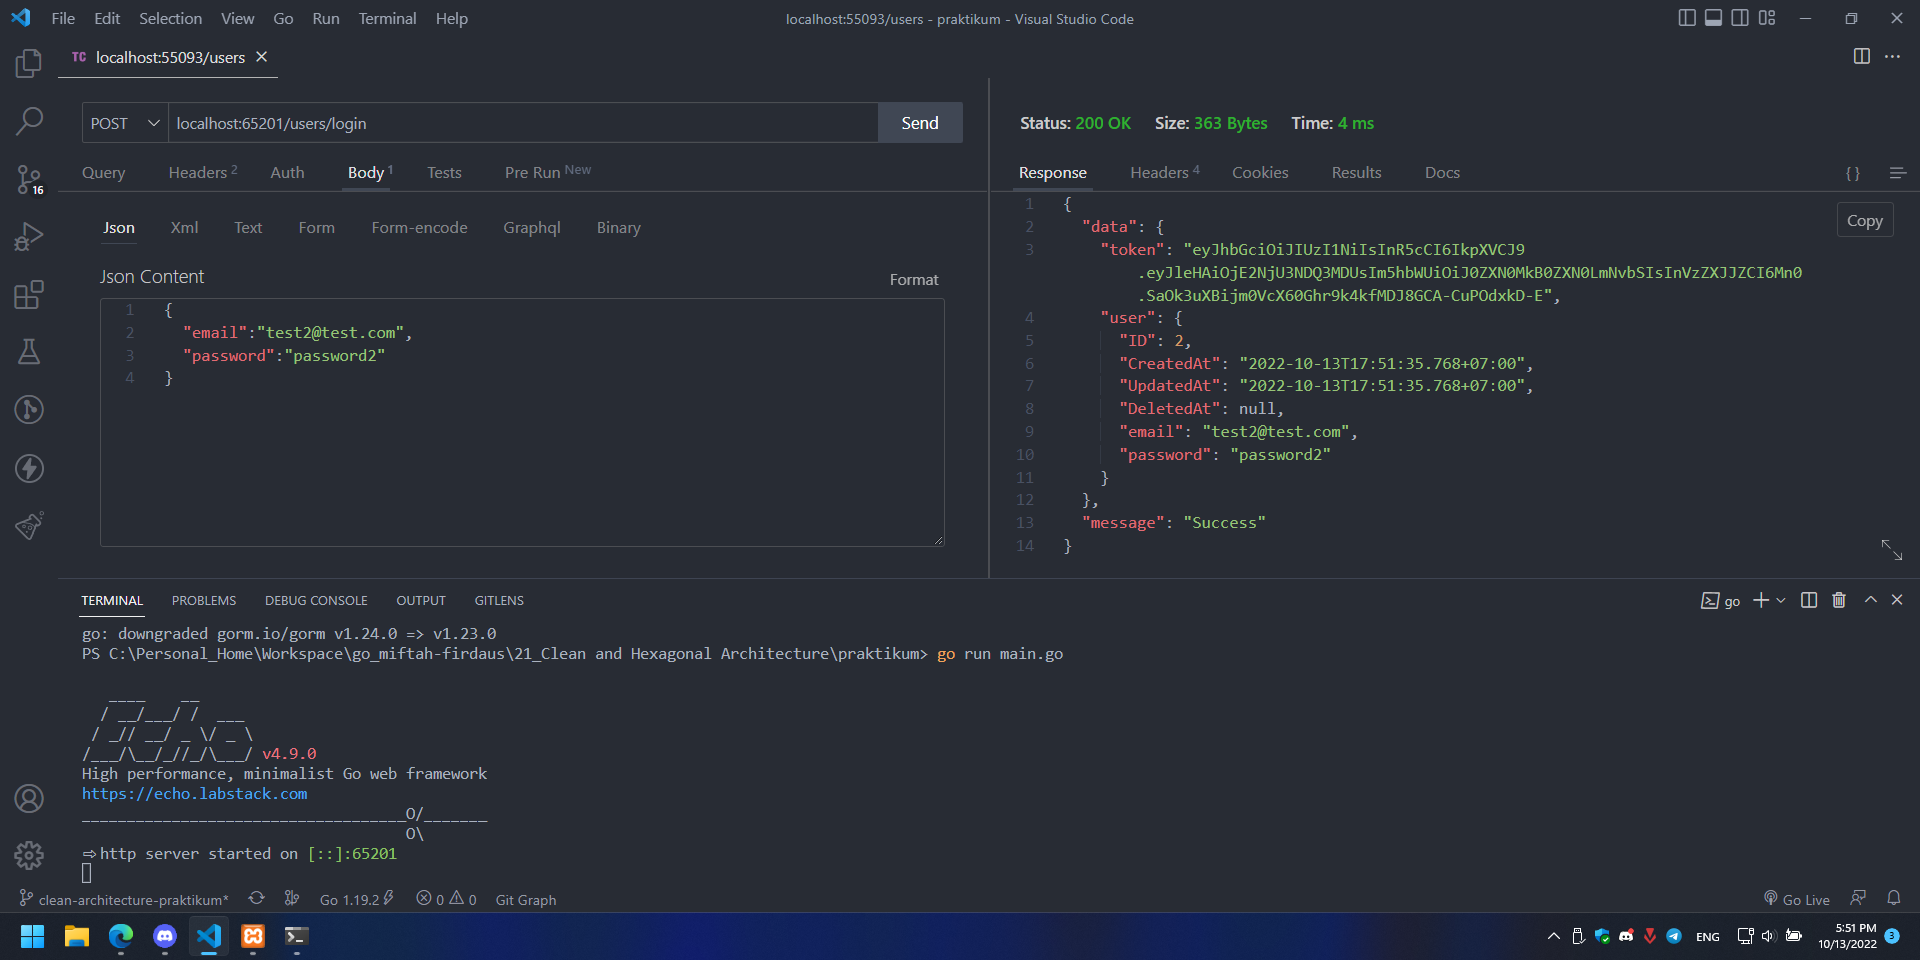 File Edit Selection View Go Run Terminal Help
localhost:55093/users - praktikum - Visual Studio Code
TC localhost:55093/users
POST localhost:65201/users/login Send
Query Headers 2 Auth Body 1 Tests Pre Run New
Json Xml Text Form Form-encode Graphql Binary
Json Content
Format
1 {
2 "email":"test2@test.com",
3 "password":"password2"
4 }
Status: 200 OK Size: 363 Bytes Time: 4 ms
Response Headers 4 Cookies Results Docs
{ }
Copy
1 {
2 "data": {
3 "token": "eyJhbGciOiJIUzI1NiIsInR5cCI6IkpXVCJ9
.eyJleHAiOjE2NjU3NDQ3MDUsIm5hbWUiOiJ0ZXN0MkB0ZXN0LmNvbSIsInVzZXJJZCI6Mn0
.SaOk3uXBijm0VcX60Ghr9k4kfMDJ8GCA-CuPOdxkD-E",
4 "user": {
5 "ID": 2,
6 "CreatedAt": "2022-10-13T17:51:35.768+07:00",
7 "UpdatedAt": "2022-10-13T17:51:35.768+07:00",
8 "DeletedAt": null,
9 "email": "test2@test.com",
10 "password": "password2"
11 }
12 },
13 "message": "Success"
14 }
16
TERMINAL PROBLEMS DEBUG CONSOLE OUTPUT GITLENS
go
go: downgraded gorm.io/gorm v1.24.0 => v1.23.0
PS C:\Personal_Home\Workspace\go_miftah-firdaus\21_Clean and Hexagonal Architecture\praktikum> go run main.go
   ____    __
  / __/___/ /  ___
 / _// __/ _ \/ _ \
/___/\__/_//_/\___/ v4.9.0
High performance, minimalist Go web framework
https://echo.labstack.com
____________________________________O/_______
                                    O\
⇨ http server started on [::]:65201
clean-architecture-praktikum* Go 1.19.2 0 0 Git Graph
Go Live
ENG
5:51 PM
10/13/2022
3